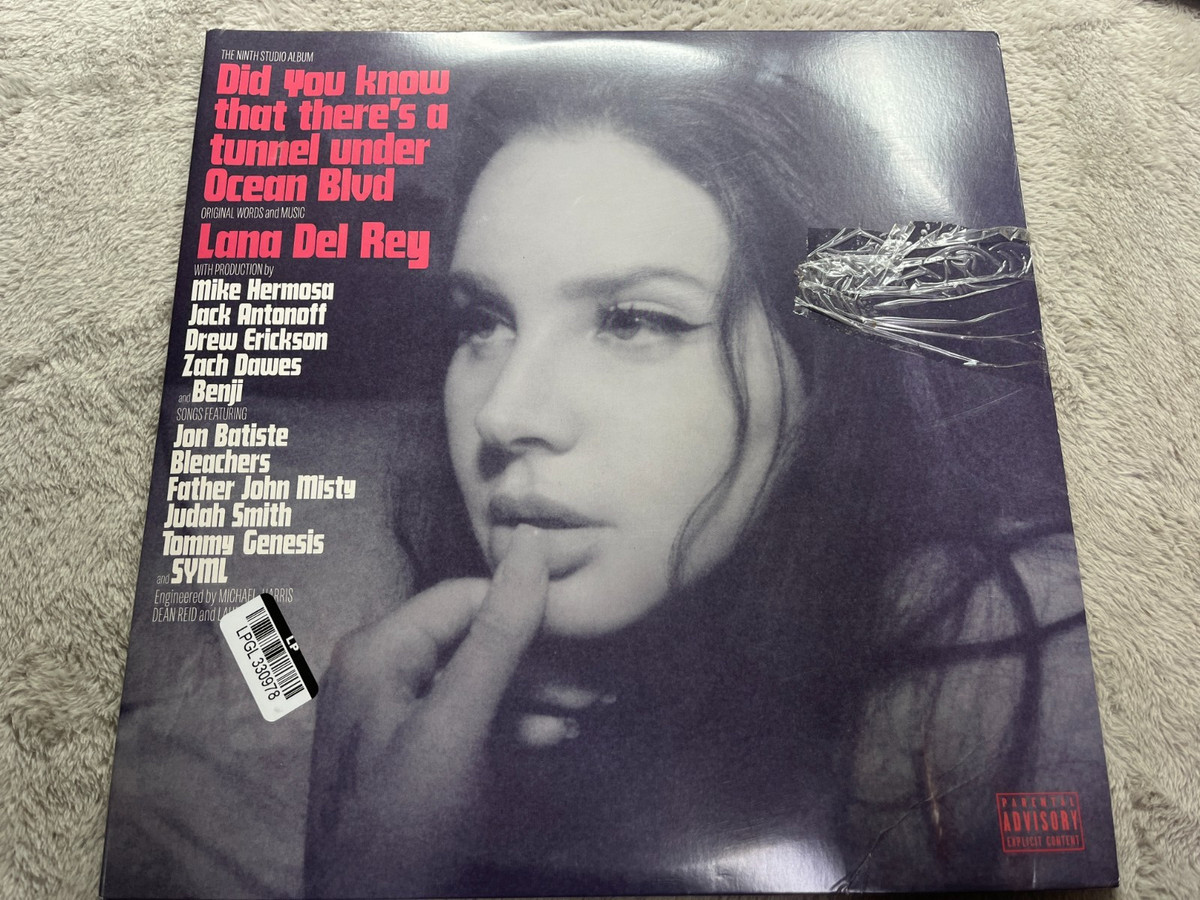 THE NINTH STUDIO ALBUM
Did you know
that there's a
tunnel under
Ocean Blvd
ORIGINAL WORDS and MUSIC
Lana Del Rey
WITH PRODUCTION by
Mike Hermosa
Jack Antonoff
Drew Erickson
Zach Dawes
and Benji
SONGS FEATURING
Jon Batiste
Bleachers
Father John Misty
Judah Smith
Tommy Genesis
and SYML
Engineered by MICHAEL HARRIS
DEAN REID and
LP
LPGL 330978
PARENTAL
ADVISORY
EXPLICIT CONTENT